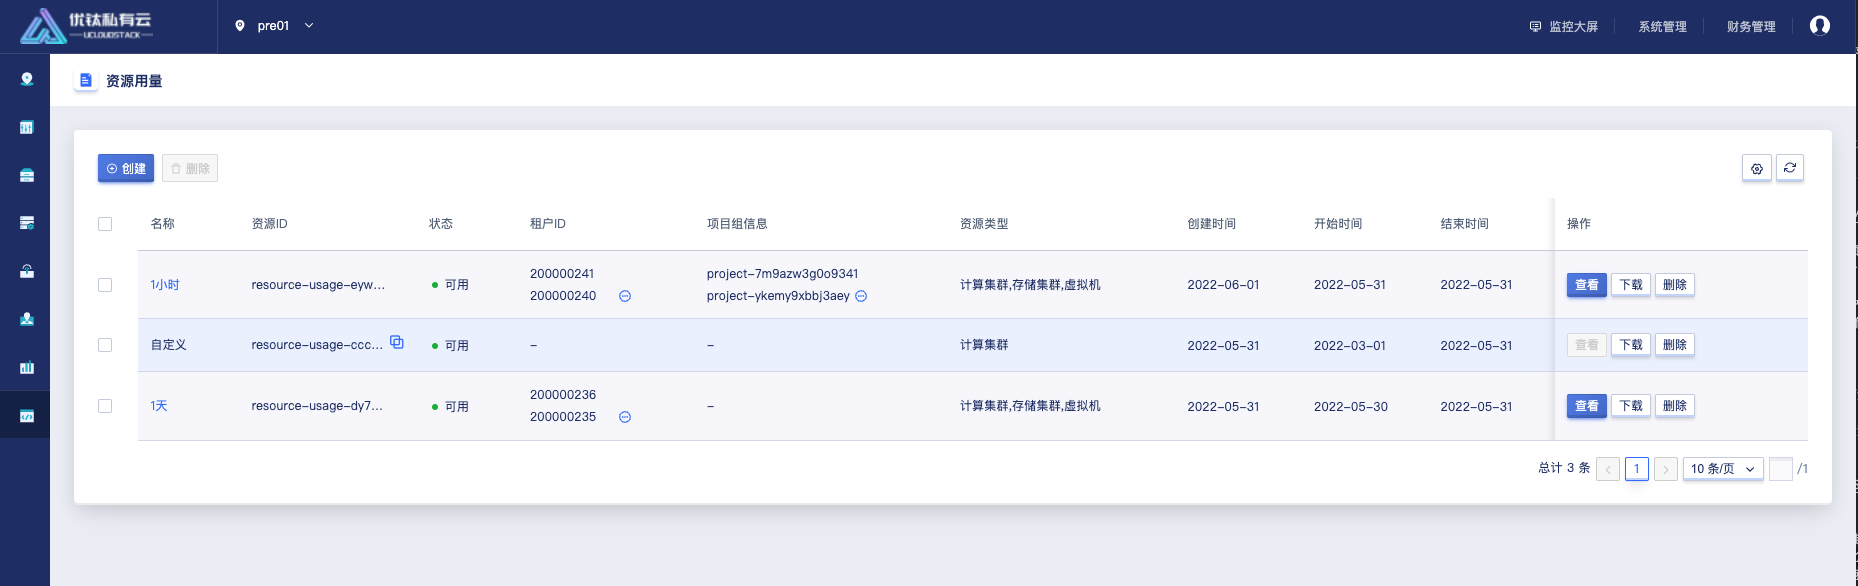 优钛私有云
UCLOUDSTACK
pre01
监控大屏
系统管理
财务管理
资源用量
创建
删除
名称 资源ID 状态 租户ID 项目组信息 资源类型 创建时间 开始时间 结束时间 操作
1小时 resource-usage-eyw... 可用 200000241 200000240 project-7m9azw3g0o9341 project-ykemy9xbbj3aey 计算集群,存储集群,虚拟机 2022-06-01 2022-05-31 2022-05-31 查看 下载 删除
自定义 resource-usage-ccc... 可用 - - 计算集群 2022-05-31 2022-03-01 2022-05-31 查看 下载 删除
1天 resource-usage-dy7... 可用 200000236 200000235 - 计算集群,存储集群,虚拟机 2022-05-31 2022-05-30 2022-05-31 查看 下载 删除
总计 3 条 1 10 条/页 /1